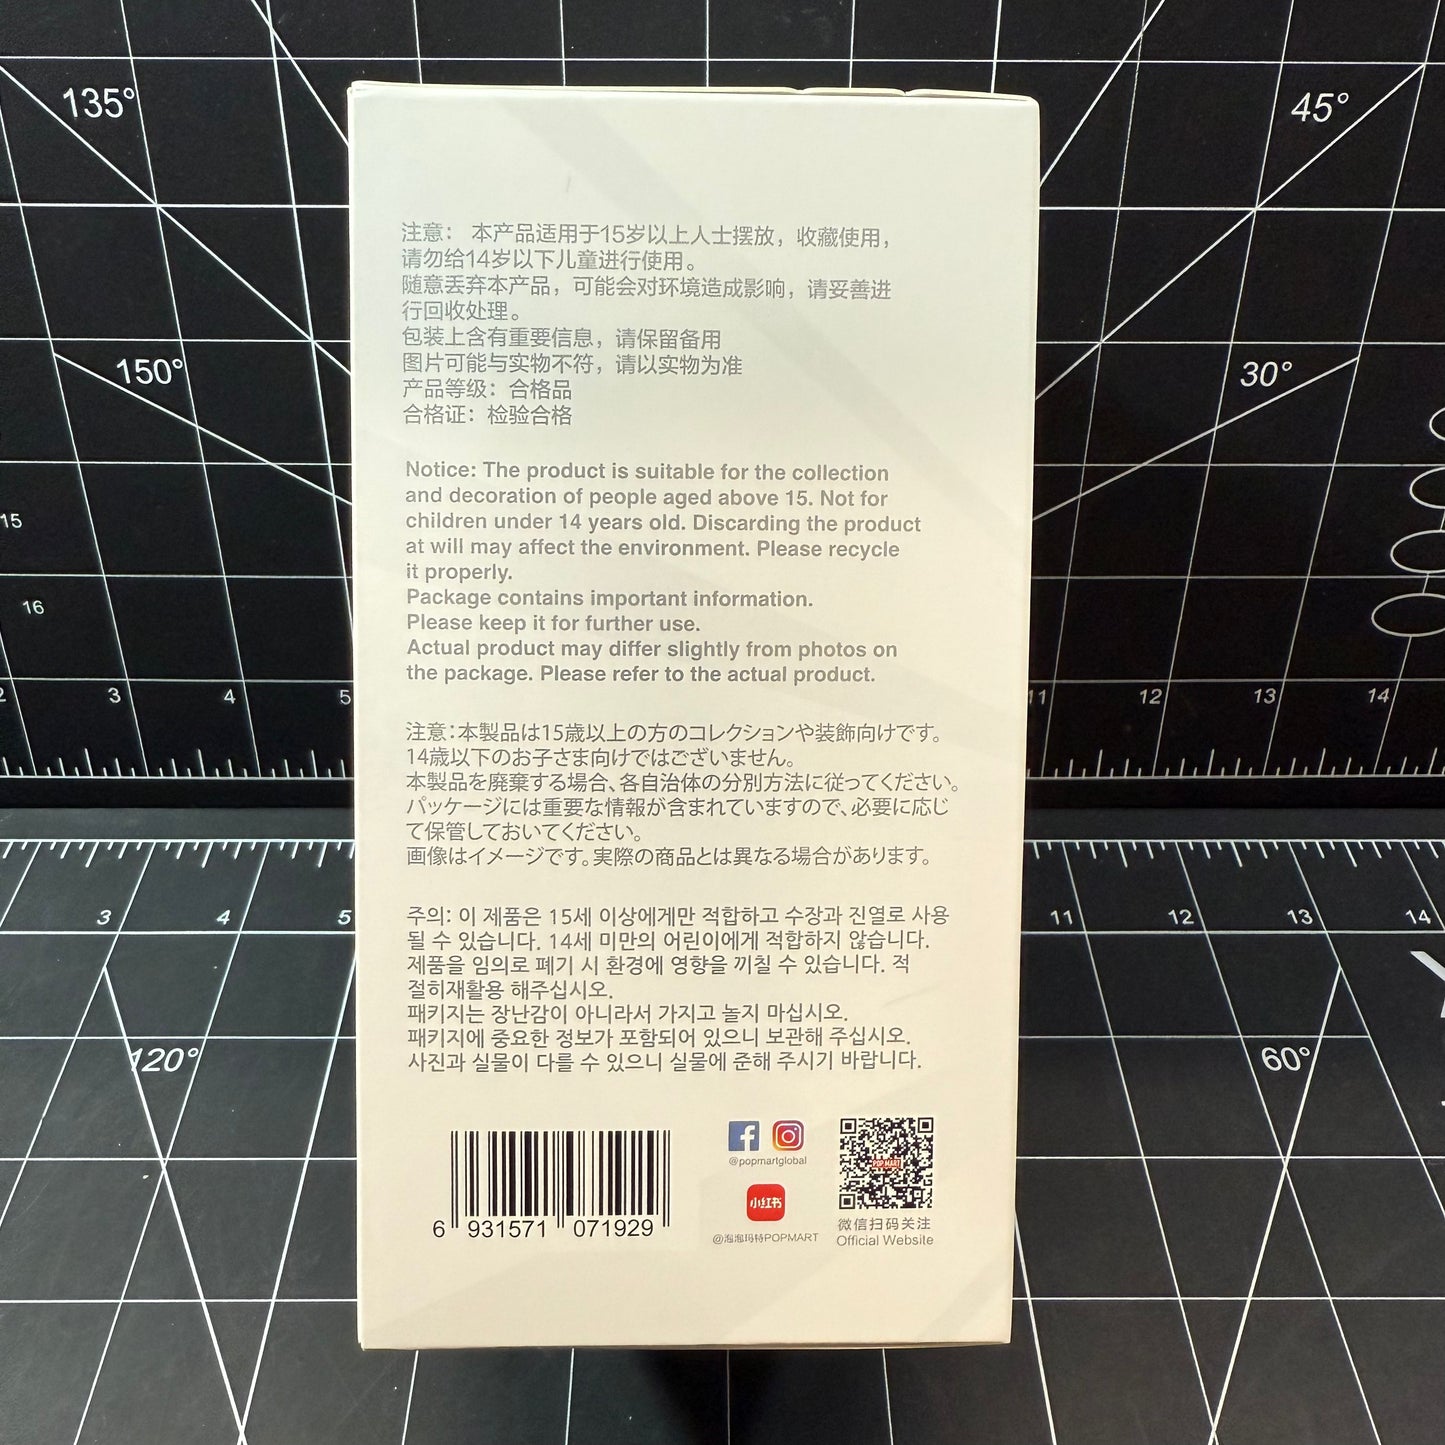 135°
45°
150°
30°
15
16
2
3
4
5
11
12
13
14
注意： 本产品适用于15岁以上人士摆放，收藏使用，
请勿给14岁以下儿童进行使用。
随意丢弃本产品，可能会对环境造成影响，请妥善进
行回收处理。
包装上含有重要信息，请保留备用
图片可能与实物不符，请以实物为准
产品等级：合格品
合格证：检验合格
Notice: The product is suitable for the collection
and decoration of people aged above 15. Not for
children under 14 years old. Discarding the product
at will may affect the environment. Please recycle
it properly.
Package contains important information.
Please keep it for further use.
Actual product may differ slightly from photos on
the package. Please refer to the actual product.
注意：本製品は15歳以上の方のコレクションや装飾向けです。
14歳以下のお子さま向けではございません。
本製品を廃棄する場合、各自治体の分別方法に従ってください。
パッケージには重要な情報が含まれていますので、必要に応じ
て保管しておいてください。
画像はイメージです。実際の商品とは異なる場合があります。
주의: 이 제품은 15세 이상에게만 적합하고 수장과 진열로 사용
될 수 있습니다. 14세 미만의 어린이에게 적합하지 않습니다.
제품을 임의로 폐기 시 환경에 영향을 끼칠 수 있습니다. 적
절히재활용 해주십시오.
패키지는 장난감이 아니라서 가지고 놀지 마십시오.
패키지에 중요한 정보가 포함되어 있으니 보관해 주십시오.
사진과 실물이 다를 수 있으니 실물에 준해 주시기 바랍니다.
6 931571 071929
@popmartglobal
小红书
@泡泡玛特POPMART
POP MART
微信扫码关注
Official Website
3
4
5
11
12
13
14
120°
60°